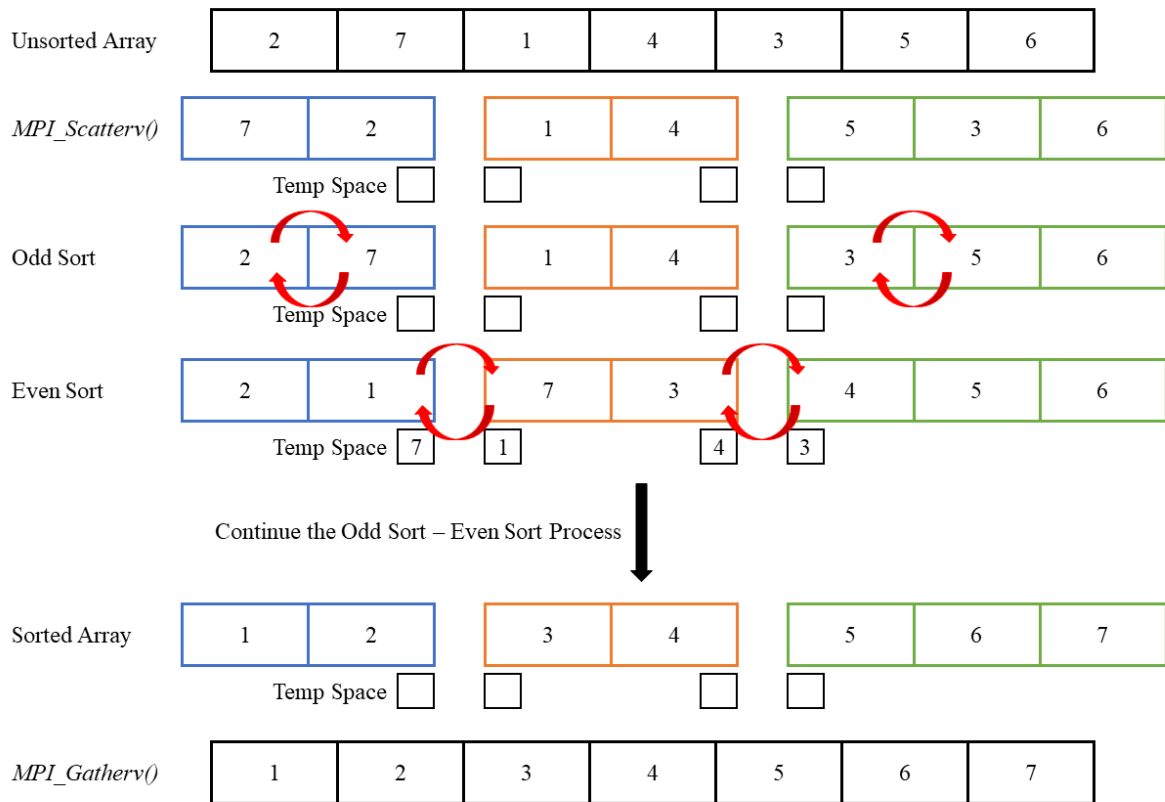 Unsorted Array 2 7 1 4 3 5 6
MPI_Scatterv() 7 2 1 4 5 3 6
Temp Space
Odd Sort 2 7 1 4 3 5 6
Temp Space
Even Sort 2 1 7 3 4 5 6
Temp Space 7 1 4 3
Continue the Odd Sort – Even Sort Process
Sorted Array 1 2 3 4 5 6 7
Temp Space
MPI_Gatherv() 1 2 3 4 5 6 7